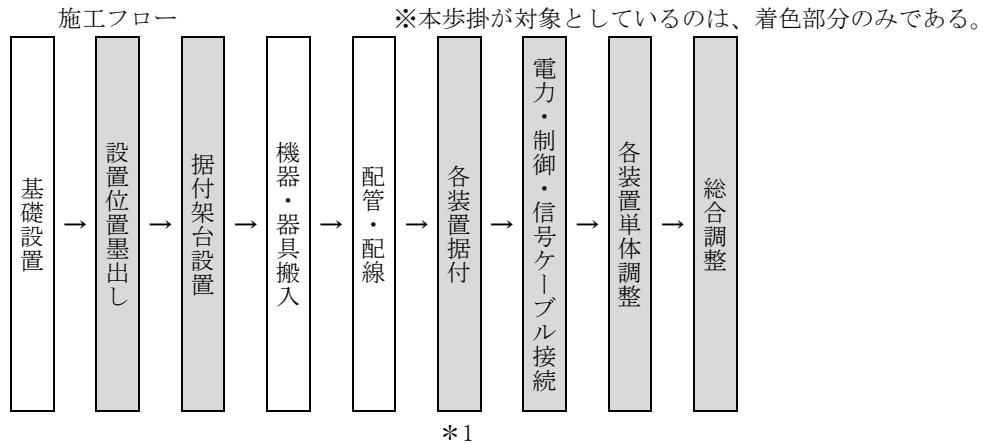 施工フロー
※本歩掛が対象としているのは、着色部分のみである。
基礎設置
→
設置位置墨出し
→
据付架台設置
→
機器・器具搬入
→
配管・配線
→
各装置据付
→
電力・制御・信号ケーブル接続
→
各装置単体調整
→
総合調整
＊1